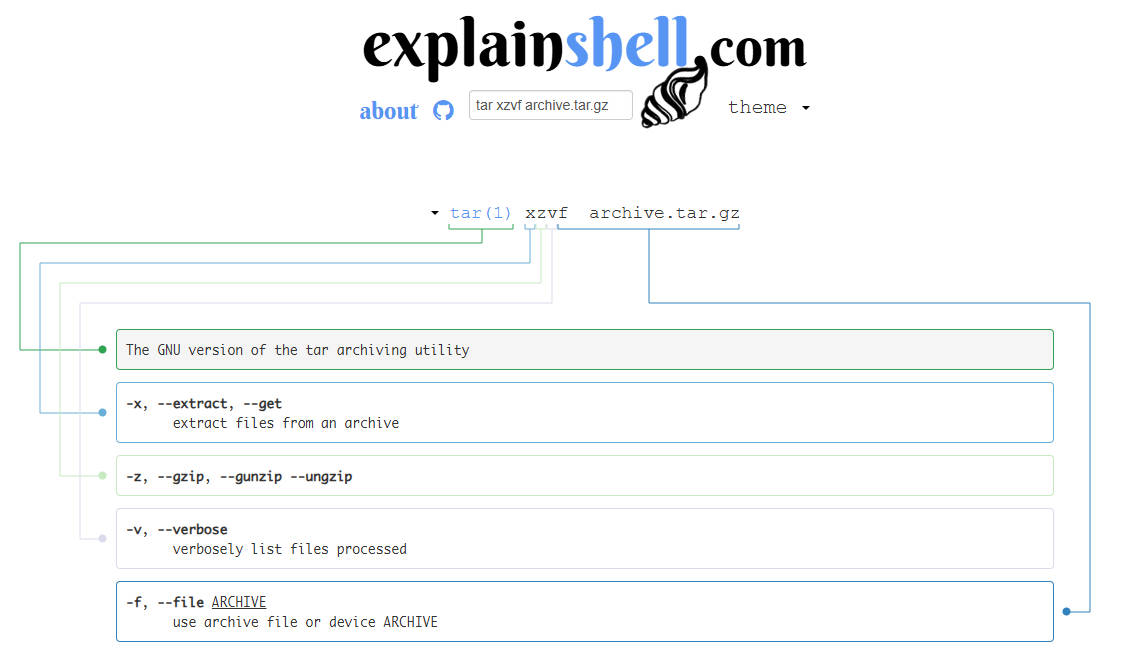 explainshell.com
about tar xzvf archive.tar.gz theme
tar(1) xzvf archive.tar.gz
The GNU version of the tar archiving utility
-x, --extract, --get
extract files from an archive
-z, --gzip, --gunzip --ungzip
-v, --verbose
verbosely list files processed
-f, --file ARCHIVE
use archive file or device ARCHIVE